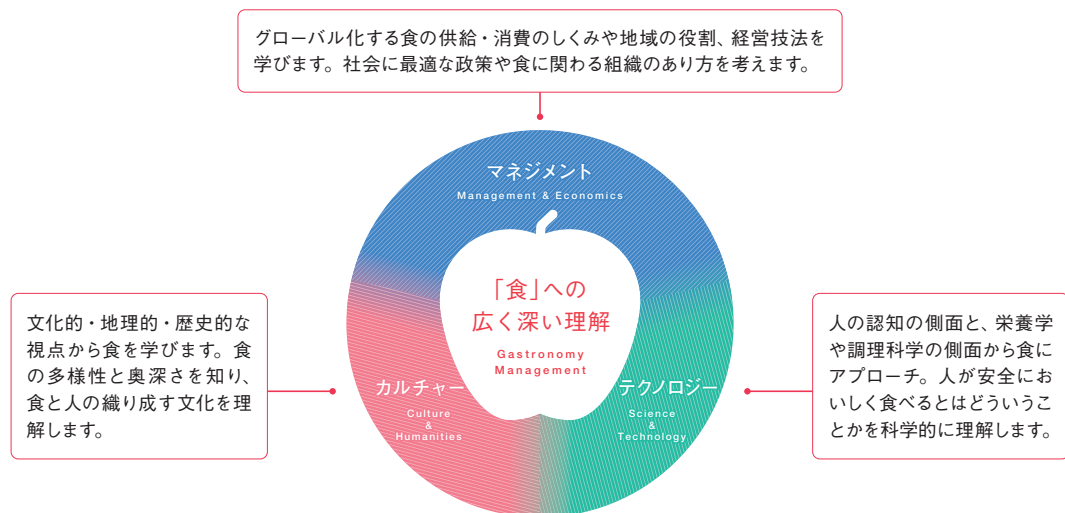 グローバル化する食の供給・消費のしくみや地域の役割、経営技法を
学びます。社会に最適な政策や食に関わる組織のあり方を考えます。
マネジメント
Management & Economics
「食」への
広く深い理解
Gastronomy
Management
文化的・地理的・歴史的な
視点から食を学びます。食
の多様性と奥深さを知り、
食と人の織り成す文化を理
解します。
カルチャー
Culture
&
Humanities
テクノロジー
Science
&
Technology
人の認知の側面と、栄養学
や調理科学の側面から食に
アプローチ。人が安全にお
いしく食べるとはどういうこ
とかを科学的に理解します。